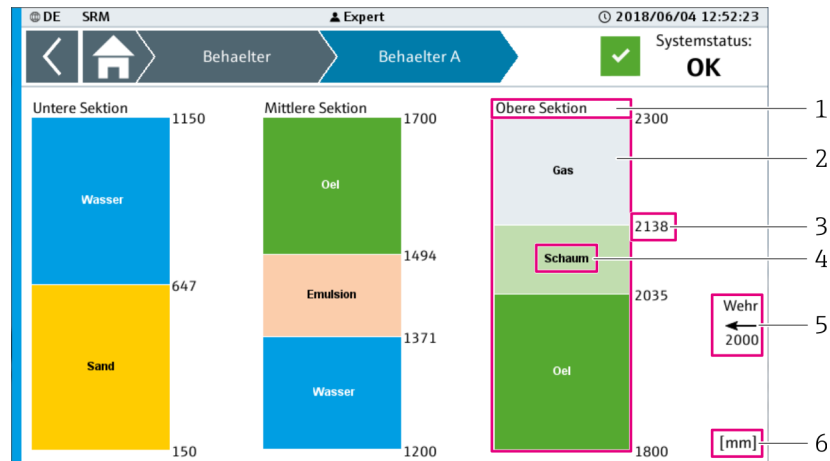 DE SRM Expert 2018/06/04 12:52:23
Behaelter Behaelter A Systemstatus:
OK
Untere Sektion Mittlere Sektion Obere Sektion 1
1150 1700 2300
Gas 2
Oel
Wasser
2138 3
1494 Schaum 4
647
Emulsion 2035
Wehr
2000 5
1371
Sand Oel
Wasser
[mm] 6
150 1200 1800